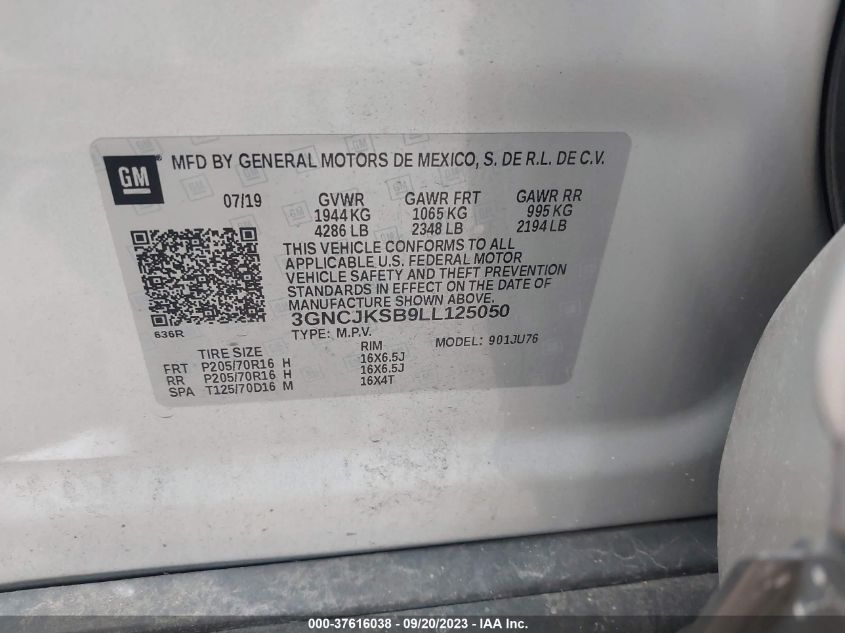 GM
MFD BY GENERAL MOTORS DE MEXICO, S. DE R.L. DE C.V.
07/19 GVWR GAWR FRT GAWR RR
1944 KG 1065 KG 995 KG
4286 LB 2348 LB 2194 LB
THIS VEHICLE CONFORMS TO ALL
APPLICABLE U.S. FEDERAL MOTOR
VEHICLE SAFETY AND THEFT PREVENTION
STANDARDS IN EFFECT ON THE DATE OF
MANUFACTURE SHOWN ABOVE.
3GNCJKSB9LL125050
636R TYPE: M.P.V. MODEL: 901JU76
TIRE SIZE RIM
FRT P205/70R16 H 16X6.5J
RR P205/70R16 H 16X6.5J
SPA T125/70D16 M 16X4T
000-37616038 - 09/20/2023 - IAAI.COM